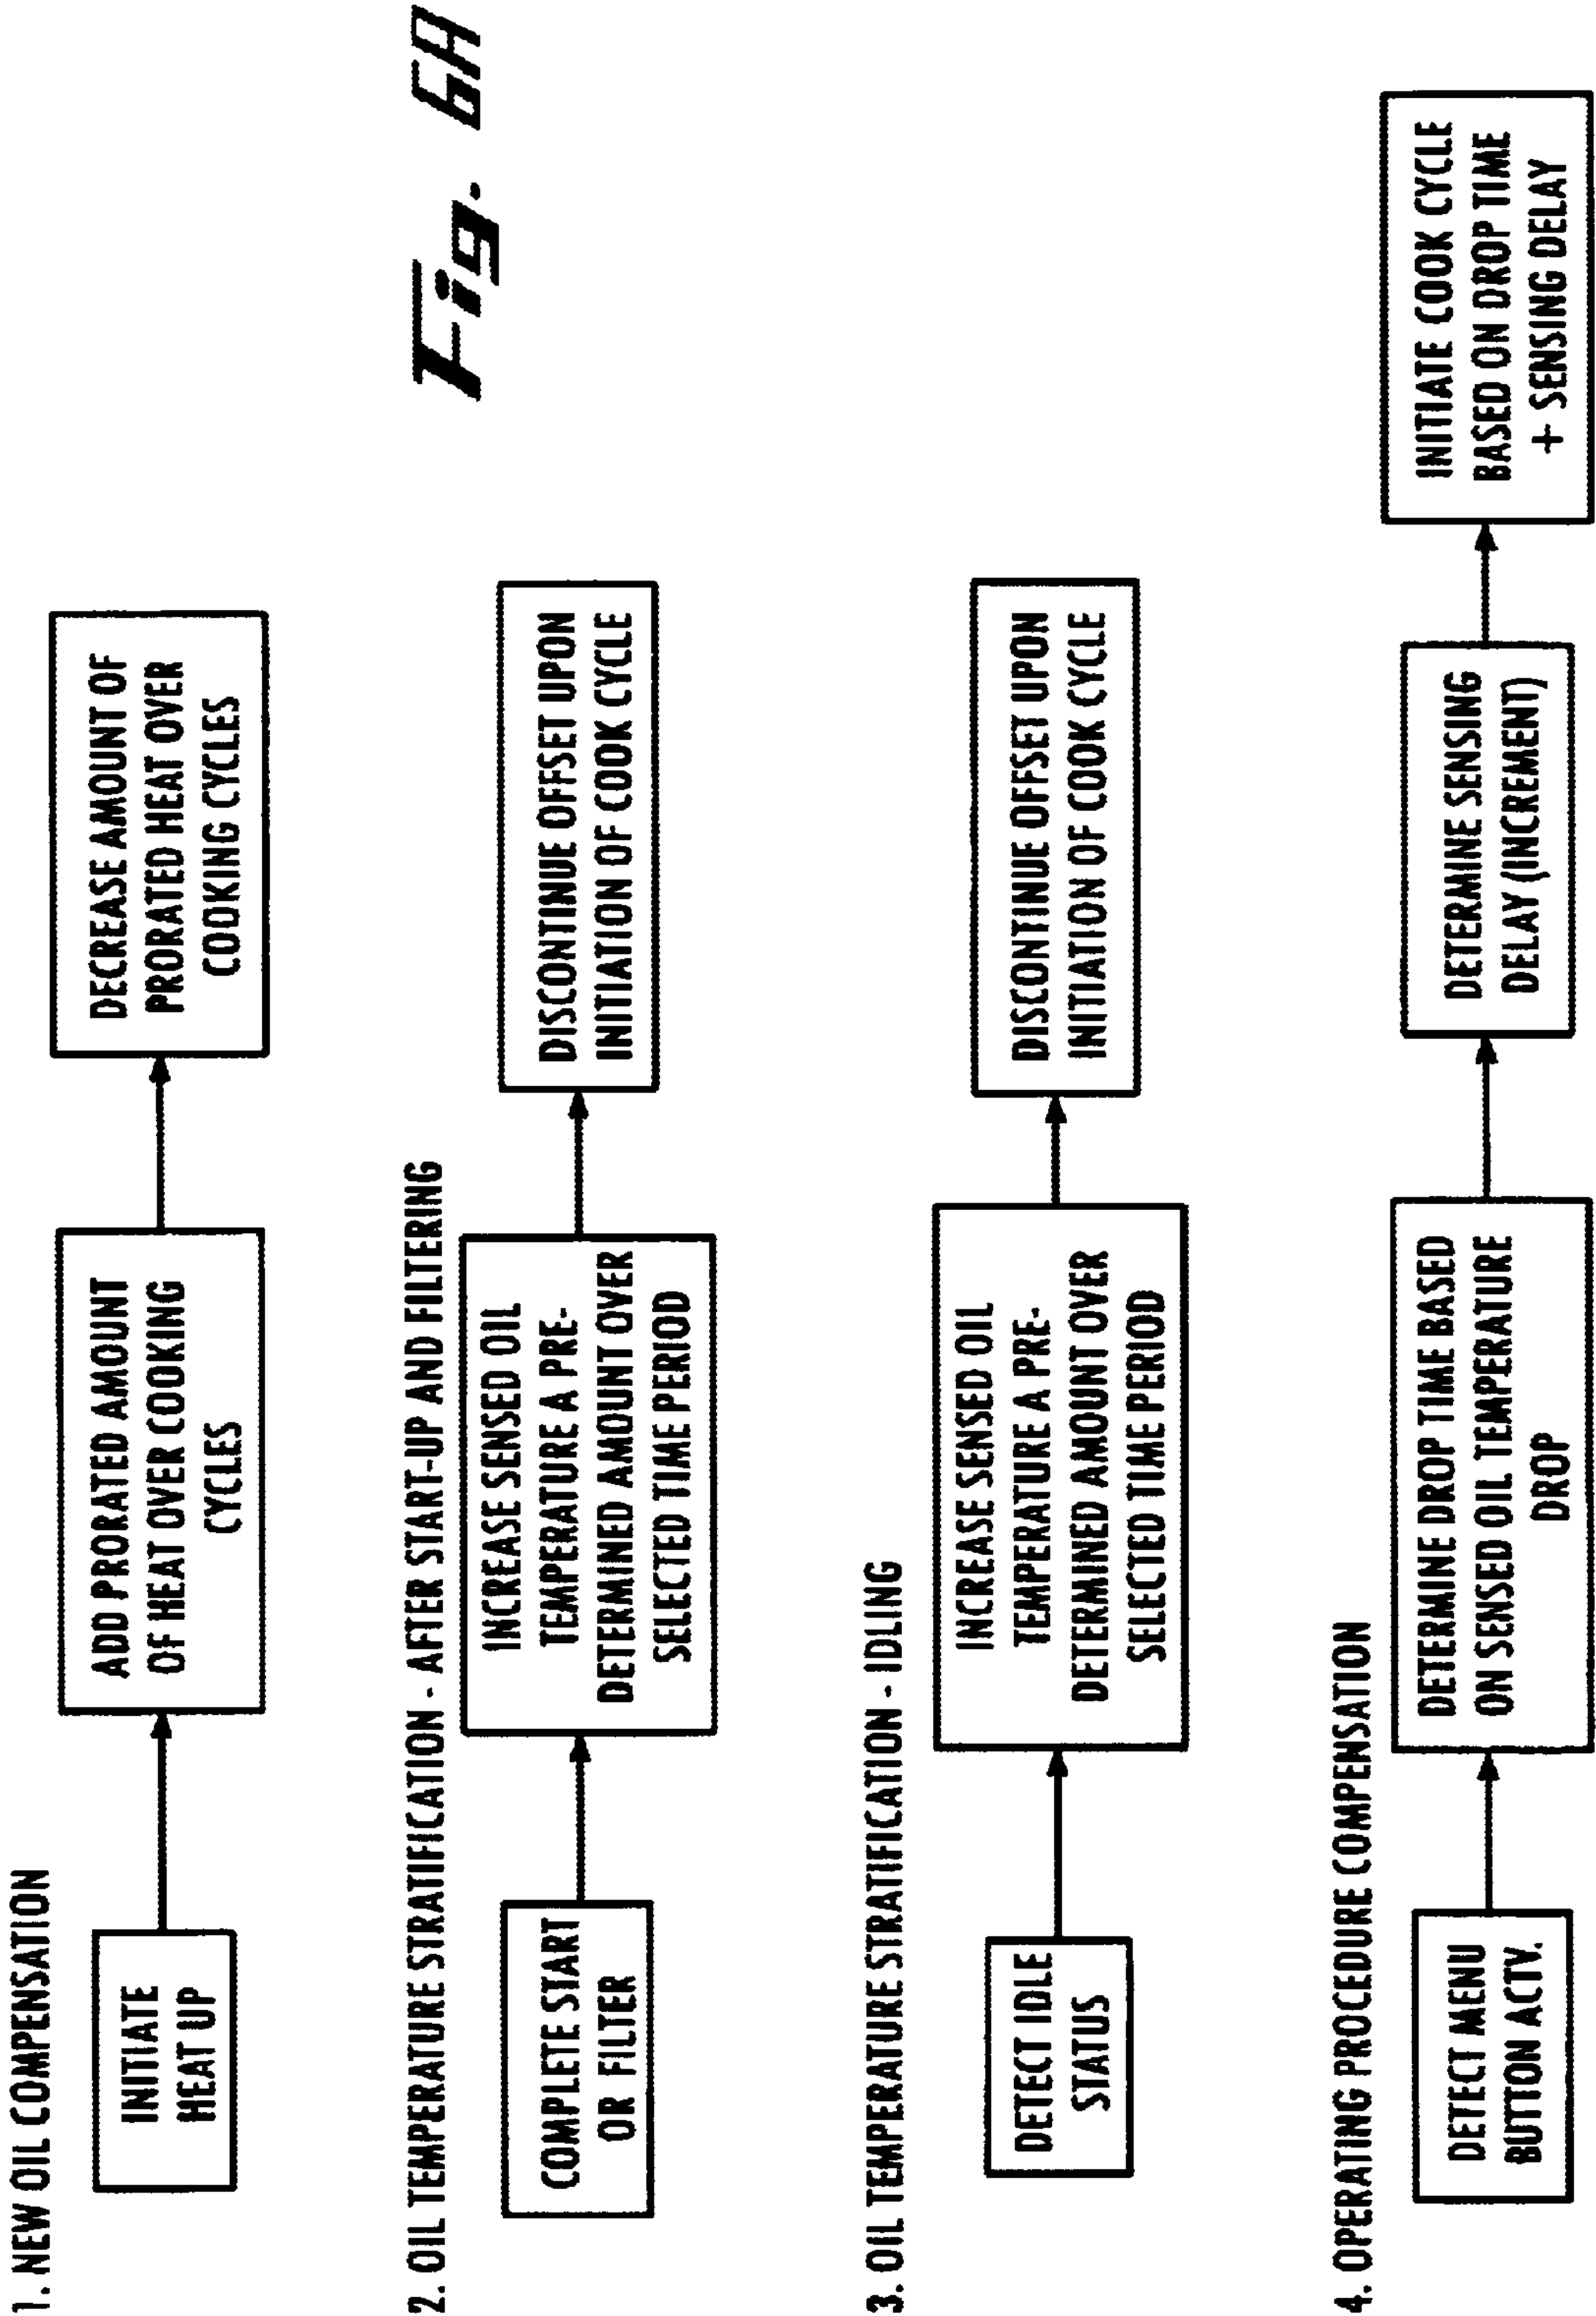 1. NEW OIL COMPENSATION
INITIATE
HEAT UP
ADD PRORATED AMOUNT
OF HEAT OVER COOKING
CYCLES
DECREASE AMOUNT OF
PRORATED HEAT OVER
COOKING CYCLES
2. OIL TEMPERATURE STRATIFICATION - AFTER START-UP AND FILTERING
COMPLETE START
OR FILTER
INCREASE SENSED OIL
TEMPERATURE A PRE-
DETERMINED AMOUNT OVER
SELECTED TIME PERIOD
DISCONTINUE OFFSET UPON
INITIATION OF COOK CYCLE
Fig. 6A
3. OIL TEMPERATURE STRATIFICATION - IDLING
DETECT IDLE
STATUS
INCREASE SENSED OIL
TEMPERATURE A PRE-
DETERMINED AMOUNT OVER
SELECTED TIME PERIOD
DISCONTINUE OFFSET UPON
INITIATION OF COOK CYCLE
4. OPERATING PROCEDURE COMPENSATION
DETECT MENU
BUTTON ACTV.
DETERMINE DROP TIME BASED
ON SENSED OIL TEMPERATURE
DROP
DETERMINE SENSING
DELAY (INCREMENT)
INITIATE COOK CYCLE
BASED ON DROP TIME
+ SENSING DELAY